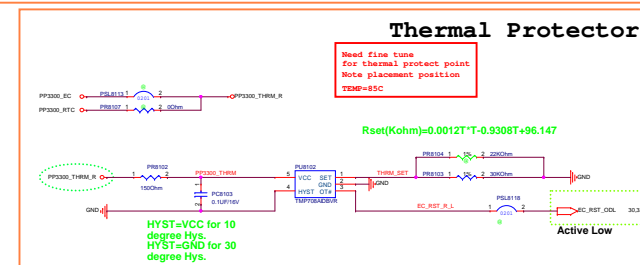 Thermal Protector
Need fine tune
for thermal protect point
Note placement position
TEMP=85C
PP3300_EC
PSL8113
1
2
0201
PP3300_THRM_R
PP3300_RTC
PR8107
1
2
0Ohm
Rset(Kohm)=0.0012T*T-0.9308T+96.147
PR8104
1
1%
2
22KOhm
PP3300_THRM_R
PR8102
1
2
150Ohm
PP3300_THRM
PU8102
5
VCC
SET
1
THRM_SET
PR8103
1
1%
2
30KOhm
GND
GND
2
GND
4
HYST
OT#
3
TMP708AIDBVR
1
2
PC8103
0.1UF/16V
GND
EC_RST_R_L
PSL8118
1
2
0201
EC_RST_ODL
30,3
Active Low
HYST=VCC for 10
degree Hys.
HYST=GND for 30
degree Hys.